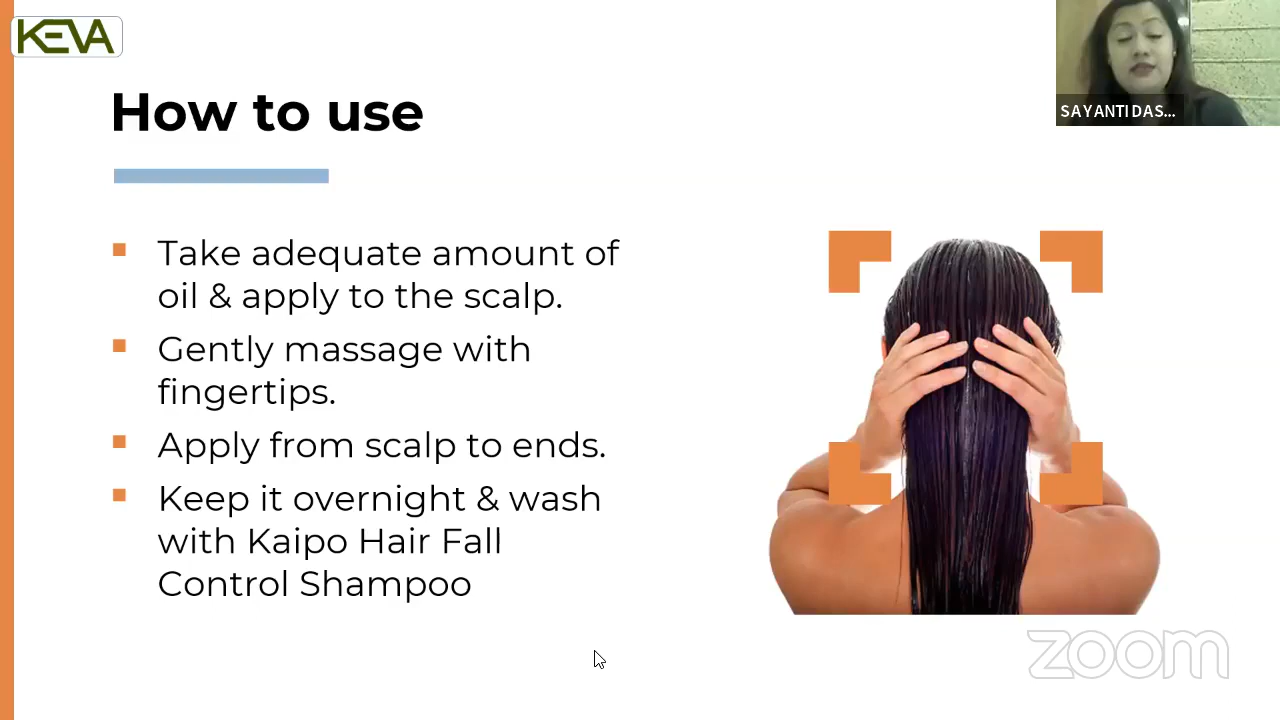 KEVA
SAYANTI DAS...
How to use
Take adequate amount of
oil & apply to the scalp.
Gently massage with
fingertips.
Apply from scalp to ends.
Keep it overnight & wash
with Kaipo Hair Fall
Control Shampoo
zoom